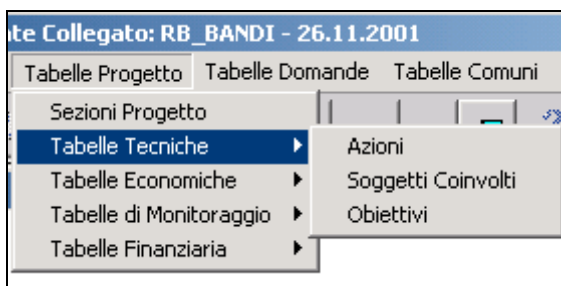 te Collegato: RB_BANDI - 26.11.2001
Tabelle Progetto Tabelle Domande Tabelle Comuni
Sezioni Progetto
Tabelle Tecniche Azioni
Tabelle Economiche Soggetti Coinvolti
Tabelle di Monitoraggio Obiettivi
Tabelle Finanziaria